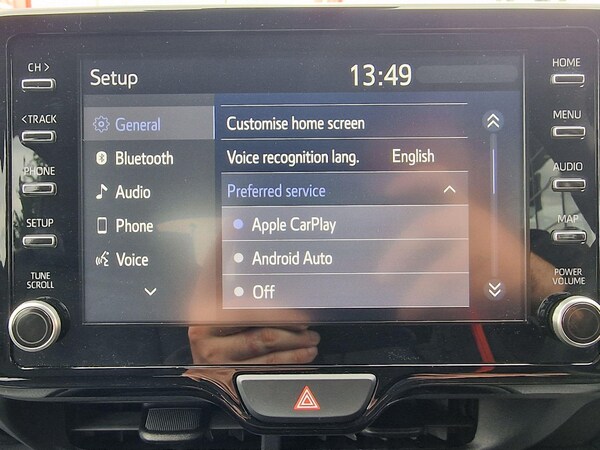 CH >
<TRACK
PHONE
SETUP
TUNE
SCROLL
Setup
13:49
General
Bluetooth
Audio
Phone
Voice
Customise home screen
Voice recognition lang. English
Preferred service
Apple CarPlay
Android Auto
Off
HOME
MENU
AUDIO
MAP
POWER
VOLUME